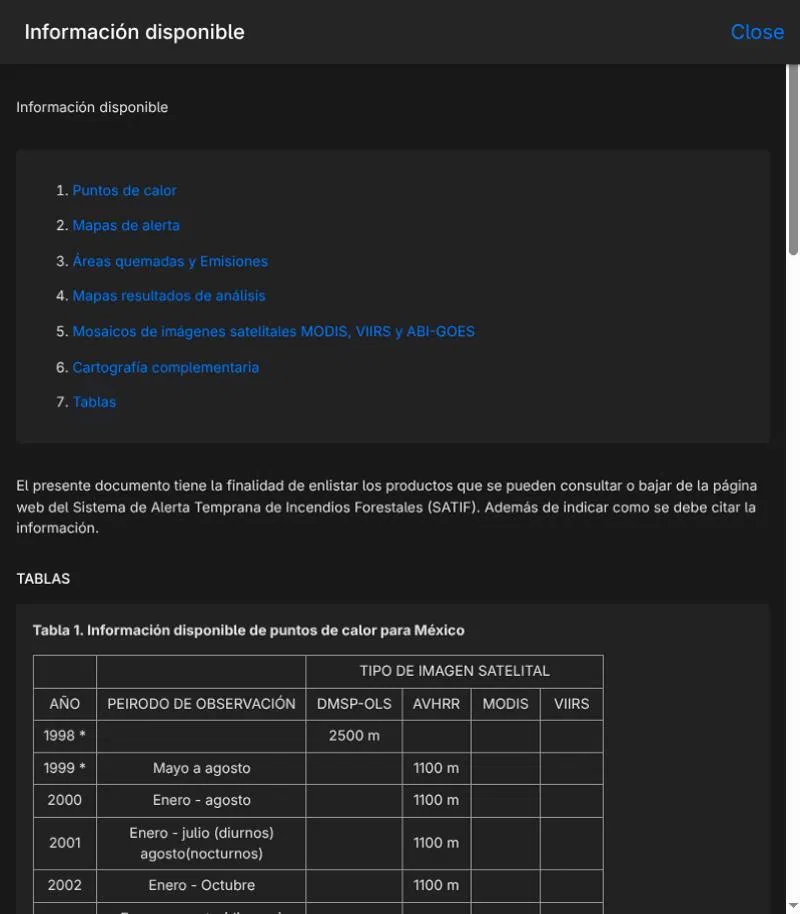 Información disponible
Close
Información disponible
1. Puntos de calor
2. Mapas de alerta
3. Áreas quemadas y Emisiones
4. Mapas resultados de análisis
5. Mosaicos de imágenes satelitales MODIS, VIIRS y ABI-GOES
6. Cartografía complementaria
7. Tablas
El presente documento tiene la finalidad de enlistar los productos que se pueden consultar o bajar de la página
web del Sistema de Alerta Temprana de Incendios Forestales (SATIF). Además de indicar como se debe citar la
información.
TABLAS
Tabla 1. Información disponible de puntos de calor para México
TIPO DE IMAGEN SATELITAL
AÑO PEIRODO DE OBSERVACIÓN DMSP-OLS AVHRR MODIS VIIRS
1998 * 2500 m
1999 * Mayo a agosto 1100 m
2000 Enero - agosto 1100 m
2001 Enero - julio (diurnos) agosto(nocturnos) 1100 m
2002 Enero - Octubre 1100 m